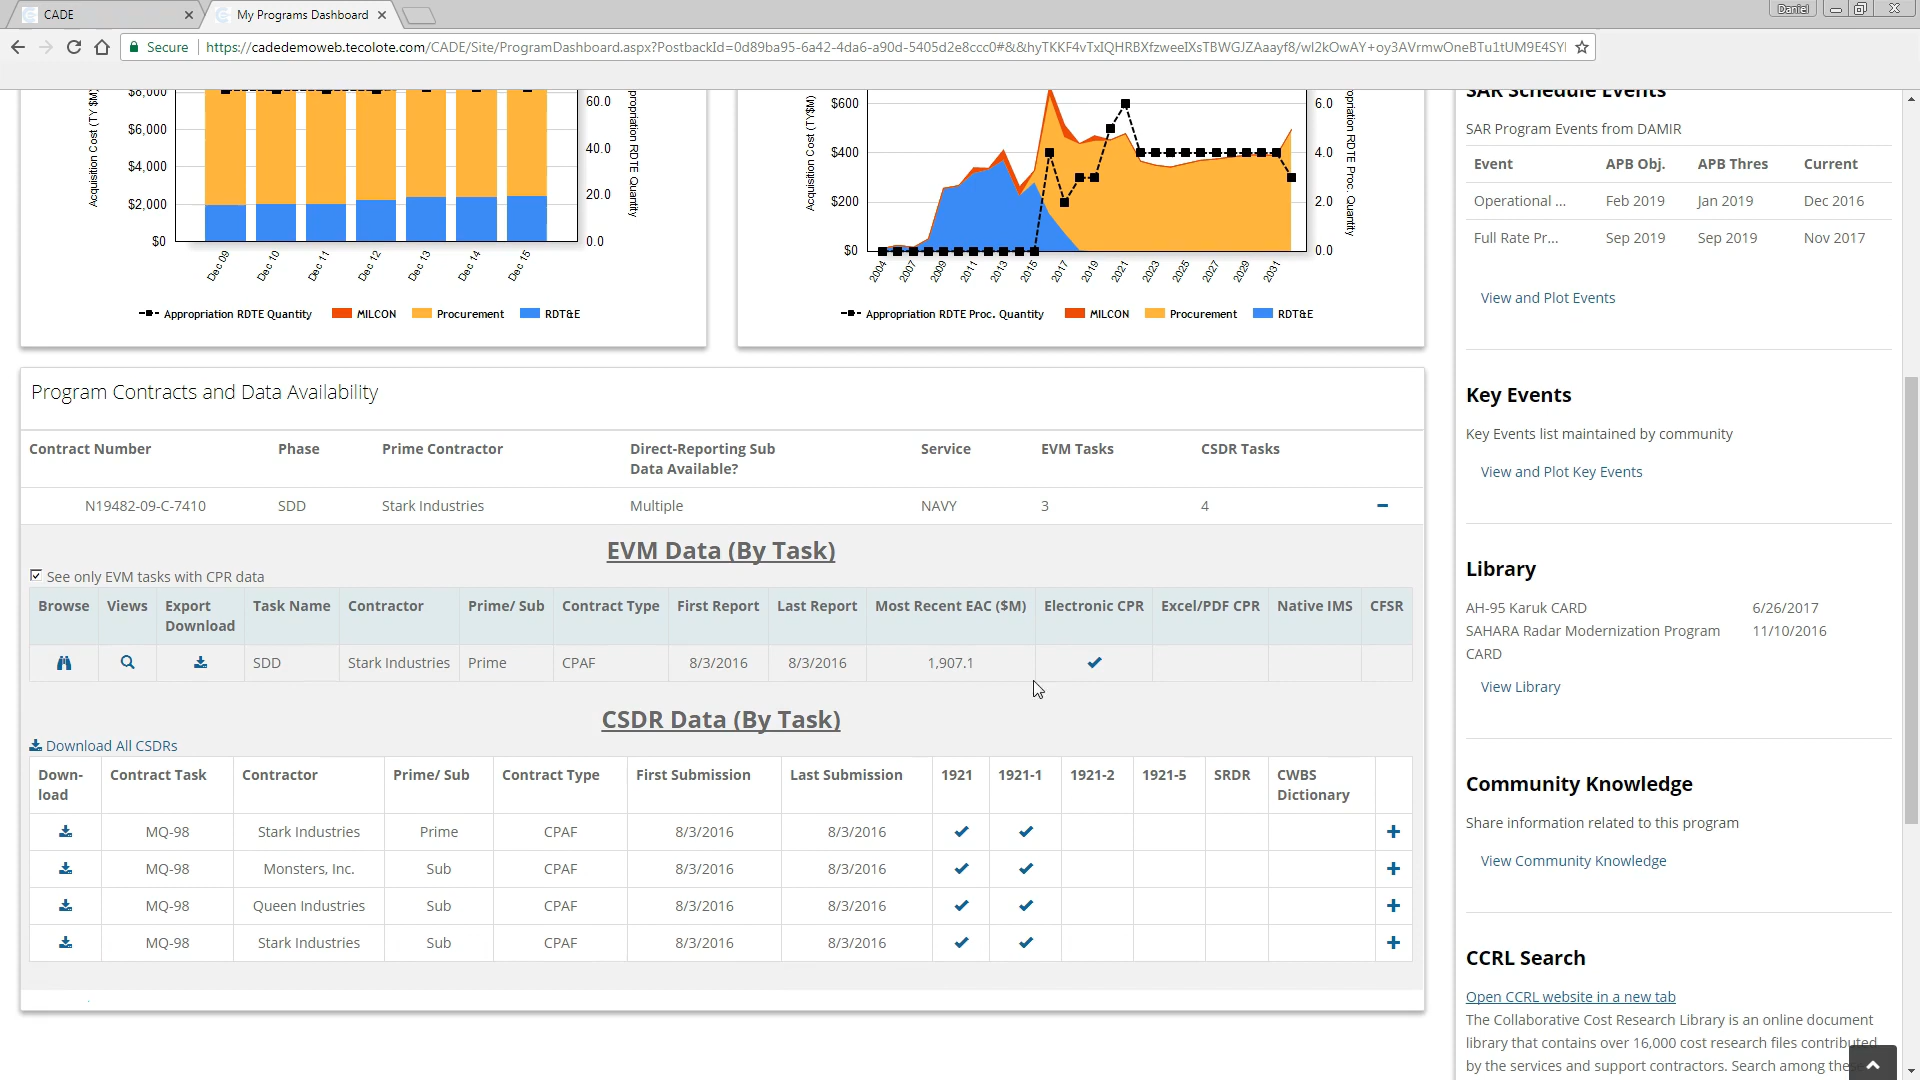 CADE
My Programs Dashboard
Daniel
Secure
https://cadedemoweb.tecolote.com/CADE/Site/ProgramDashboard.aspx?PostbackId=0d89ba95-6a42-4da6-a90d-5405d2e8ccc0#&&hyTKKF4vTxIQHRBXfzweeIXsTBWGJZAaayf8/wI2kOwAY+oy3AVrmwOneBTu1tUM9E4SYI
Acquisition Cost (TY $M)
$8,000
$6,000
$4,000
$2,000
$0
60.0
40.0
20.0
0.0
propriation RDTE Quantity
Dec 09
Dec 10
Dec 11
Dec 12
Dec 13
Dec 14
Dec 15
Appropriation RDTE Quantity
MILCON
Procurement
RDT&E
Acquisition Cost (TY$M)
$600
$400
$200
$0
6.0
4.0
2.0
0.0
propriation RDTE Proc. Quantity
2004
2007
2009
2011
2013
2015
2017
2019
2021
2023
2025
2027
2029
2031
Appropriation RDTE Proc. Quantity
MILCON
Procurement
RDT&E
Program Contracts and Data Availability
Contract Number Phase Prime Contractor Direct-Reporting Sub Data Available? Service EVM Tasks CSDR Tasks
N19482-09-C-7410 SDD Stark Industries Multiple NAVY 3 4
EVM Data (By Task)
See only EVM tasks with CPR data
Browse Views Export Download Task Name Contractor Prime/ Sub Contract Type First Report Last Report Most Recent EAC ($M) Electronic CPR Excel/PDF CPR Native IMS CFSR
SDD Stark Industries Prime CPAF 8/3/2016 8/3/2016 1,907.1
CSDR Data (By Task)
Download All CSDRs
Down-load Contract Task Contractor Prime/ Sub Contract Type First Submission Last Submission 1921 1921-1 1921-2 1921-5 SRDR CWBS Dictionary
MQ-98 Stark Industries Prime CPAF 8/3/2016 8/3/2016
MQ-98 Monsters, Inc. Sub CPAF 8/3/2016 8/3/2016
MQ-98 Queen Industries Sub CPAF 8/3/2016 8/3/2016
MQ-98 Stark Industries Sub CPAF 8/3/2016 8/3/2016
SAR Schedule Events
SAR Program Events from DAMIR
Event APB Obj. APB Thres Current
Operational ... Feb 2019 Jan 2019 Dec 2016
Full Rate Pr... Sep 2019 Sep 2019 Nov 2017
View and Plot Events
Key Events
Key Events list maintained by community
View and Plot Key Events
Library
AH-95 Karuk CARD 6/26/2017
SAHARA Radar Modernization Program 11/10/2016
CARD
View Library
Community Knowledge
Share information related to this program
View Community Knowledge
CCRL Search
Open CCRL website in a new tab
The Collaborative Cost Research Library is an online document
library that contains over 16,000 cost research files contributed
by the services and support contractors. Search among the